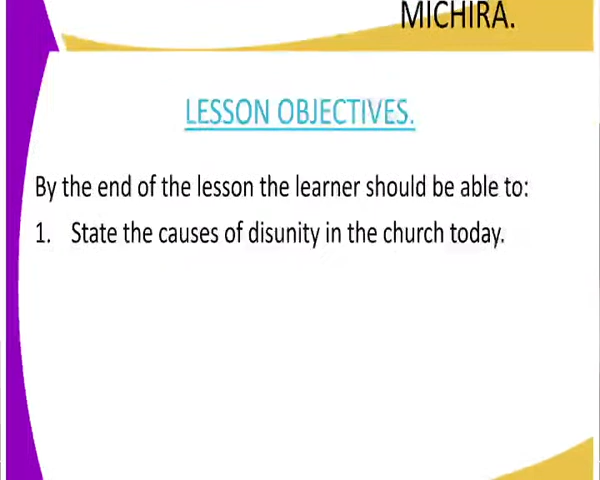 MICHIRA.
LESSON OBJECTIVES.
By the end of the lesson the learner should be able to:
1. State the causes of disunity in the church today.